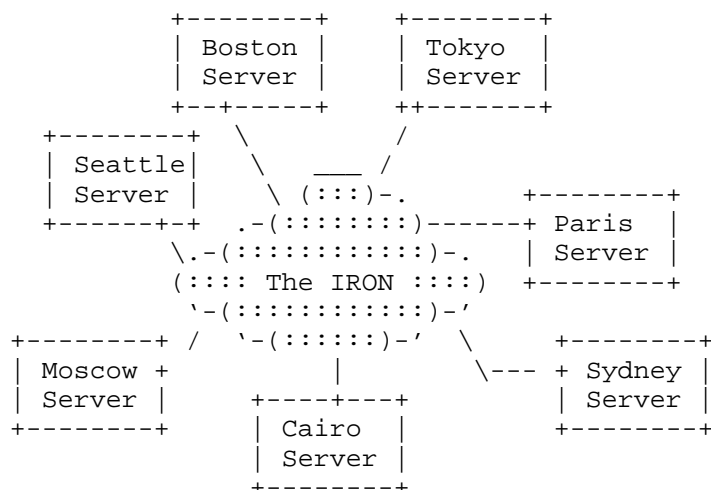 Boston
Server
Tokyo
Server
Seattle
Server
Paris
Server
The IRON
Moscow
Server
Sydney
Server
Cairo
Server